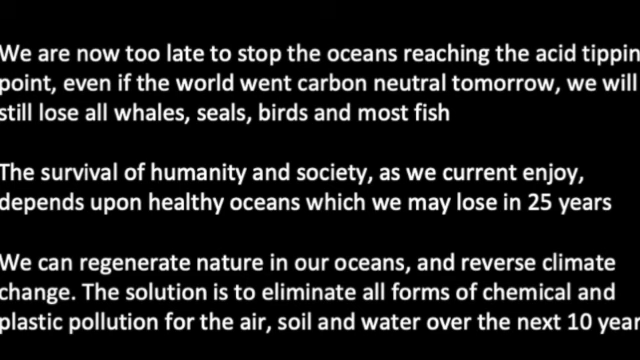 We are now too late to stop the oceans reaching the acid tippin
point, even if the world went carbon neutral tomorrow, we will
still lose all whales, seals, birds and most fish
The survival of humanity and society, as we current enjoy,
depends upon healthy oceans which we may lose in 25 years
We can regenerate nature in our oceans, and reverse climate
change. The solution is to eliminate all forms of chemical and
plastic pollution for the air, soil and water over the next 10 year